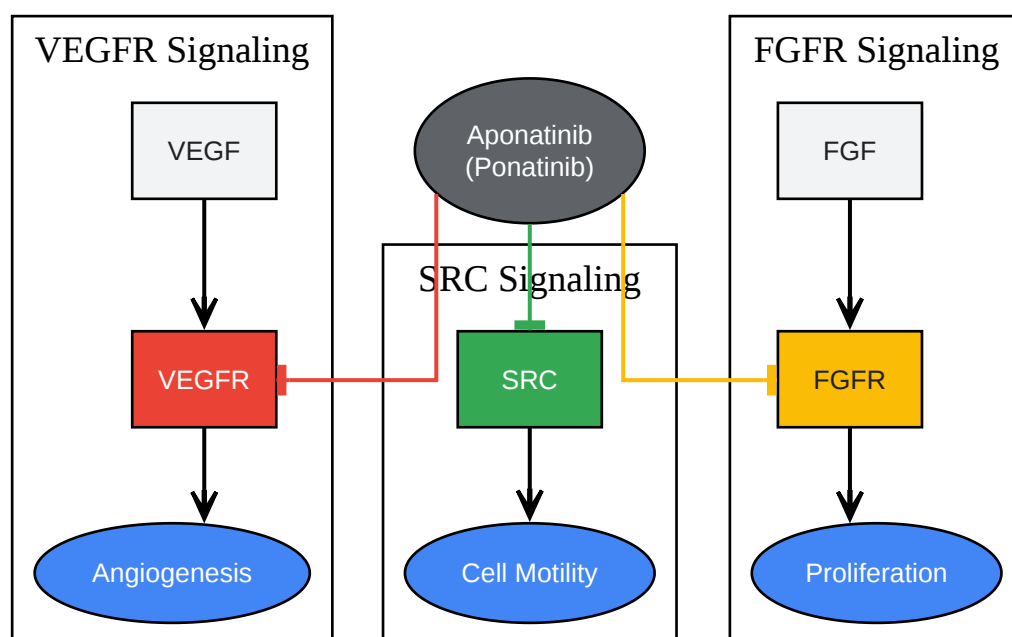 VEGFR Signaling
FGFR Signaling
VEGF
Aponatinib
(Ponatinib)
FGF
SRC Signaling
VEGFR
SRC
FGFR
Angiogenesis
Cell Motility
Proliferation